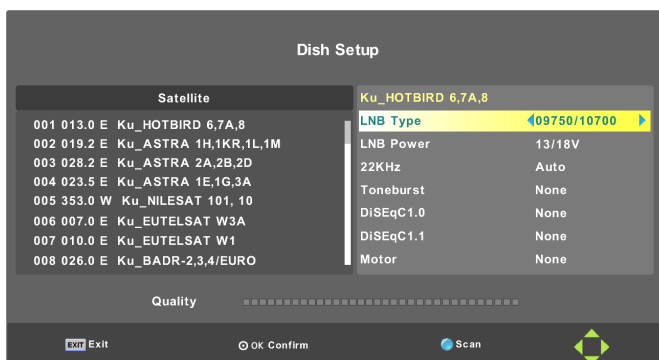 Dish Setup
Satellite
001 013.0 E Ku_HOTBIRD 6,7A,8
002 019.2 E Ku_ASTRA 1H,1KR,1L,1M
003 028.2 E Ku_ASTRA 2A,2B,2D
004 023.5 E Ku_ASTRA 1E,1G,3A
005 353.0 W Ku_NILESAT 101, 10
006 007.0 E Ku_EUTELSAT W3A
007 010.0 E Ku_EUTELSAT W1
008 026.0 E Ku_BADR-2,3,4/EURO
Ku_HOTBIRD 6,7A,8
LNB Type 09750/10700
LNB Power 13/18V
22KHz Auto
Toneburst None
DiSEqC1.0 None
DiSEqC1.1 None
Motor None
Quality
EXIT Exit OK Confirm Scan